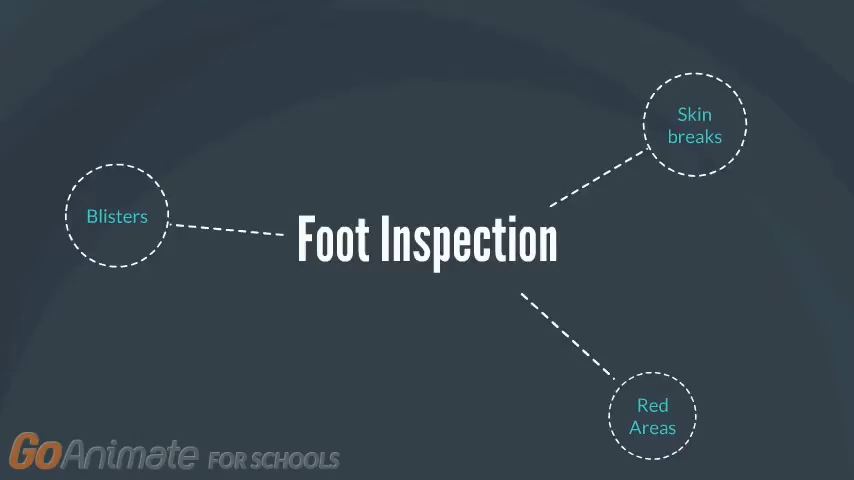 Skin
breaks
Blisters
Foot Inspection
Red
Areas
GoAnimate FOR SCHOOLS